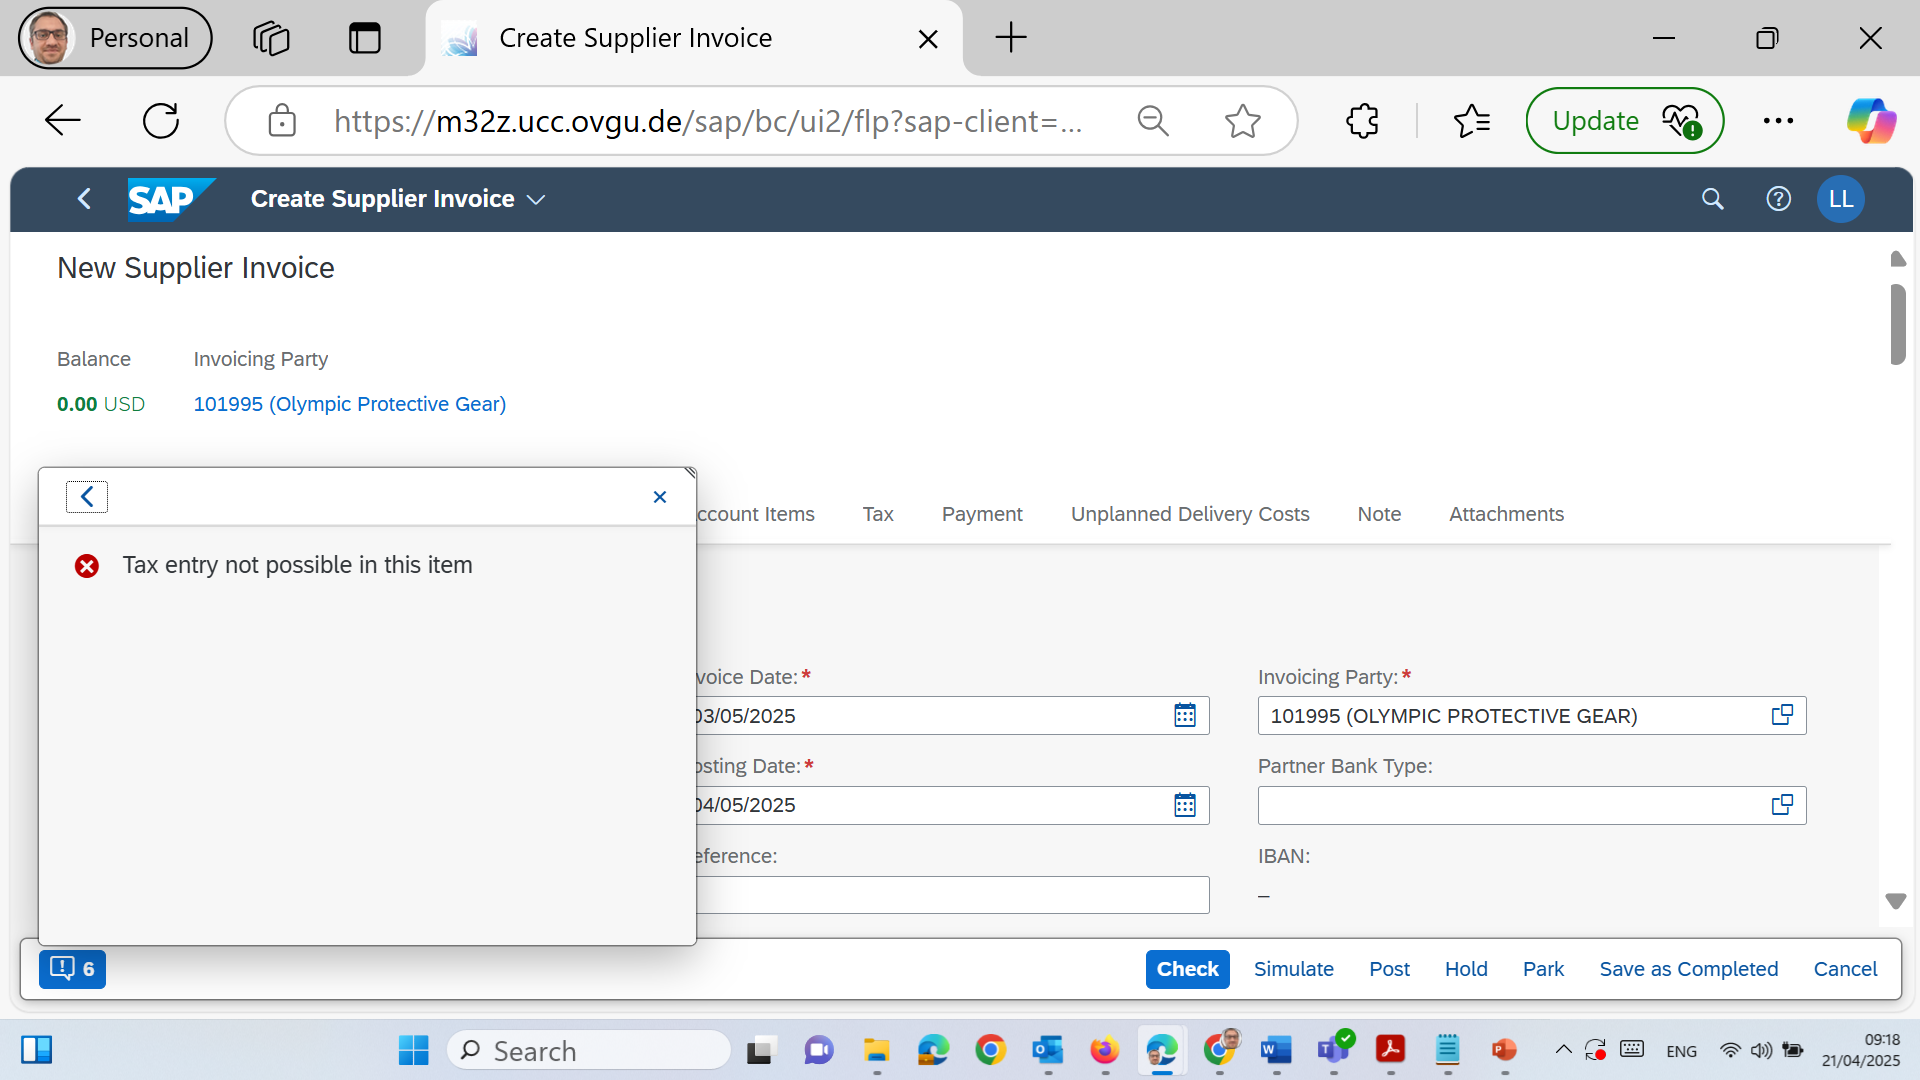 Personal
Create Supplier Invoice
https://m32z.ucc.ovgu.de/sap/bc/ui2/flp?sap-client=...
Update
SAP
Create Supplier Invoice
LL
New Supplier Invoice
Balance
Invoicing Party
0.00 USD
101995 (Olympic Protective Gear)
ccount Items
Tax
Payment
Unplanned Delivery Costs
Note
Attachments
Tax entry not possible in this item
voice Date:*
03/05/2025
Invoicing Party:*
101995 (OLYMPIC PROTECTIVE GEAR)
osting Date:*
04/05/2025
Partner Bank Type:
eference:
IBAN:
–
6
Check
Simulate
Post
Hold
Park
Save as Completed
Cancel
Search
ENG
09:18
21/04/2025